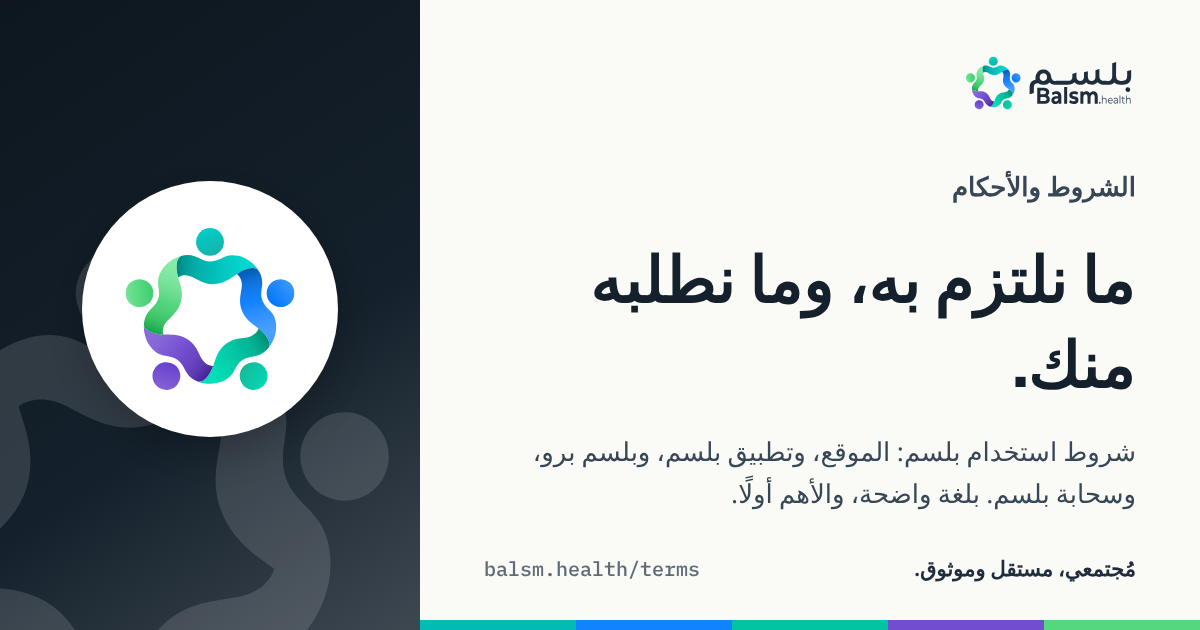 بلسم
Balsm.health
الشروط والأحكام
ما نلتزم به، وما نطلبه
منك.
شروط استخدام بلسم: الموقع، وتطبيق بلسم، وبلسم برو،
وسحابة بلسم. بلغة واضحة، والأهم أولًا.
مُجتمعي، مستقل وموثوق.
balsm.health/terms